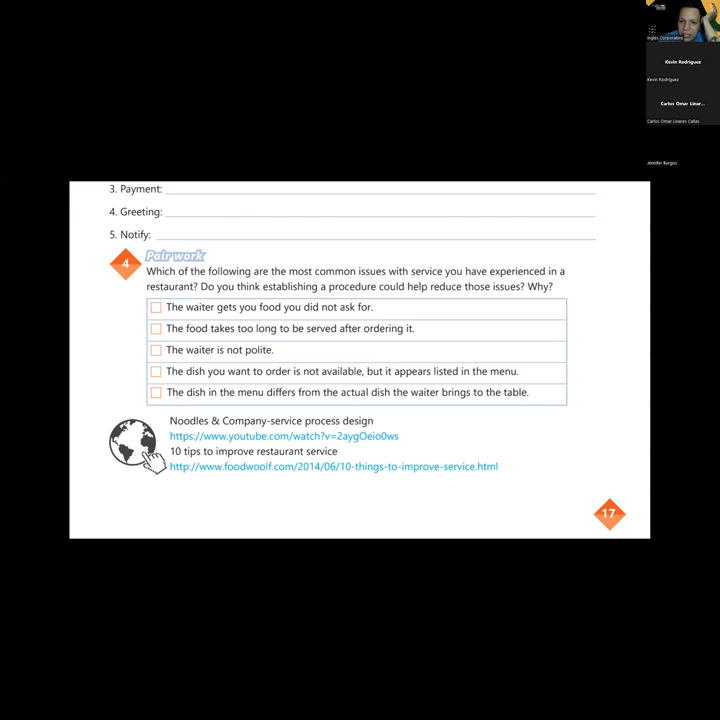 Ingles Corporativo
Kevin Rodriguez
Kevin Rodriguez
Carlos Omar Linar...
Carlos Omar Linares Callas
Jennifer Burgos
3. Payment:
4. Greeting:
5. Notify:
4
Pair work
Which of the following are the most common issues with service you have experienced in a
restaurant? Do you think establishing a procedure could help reduce those issues? Why?
The waiter gets you food you did not ask for.
The food takes too long to be served after ordering it.
The waiter is not polite.
The dish you want to order is not available, but it appears listed in the menu.
The dish in the menu differs from the actual dish the waiter brings to the table.
Noodles & Company-service process design
https://www.youtube.com/watch?v=2aygOeio0ws
10 tips to improve restaurant service
http://www.foodwoolf.com/2014/06/10-things-to-improve-service.html
17